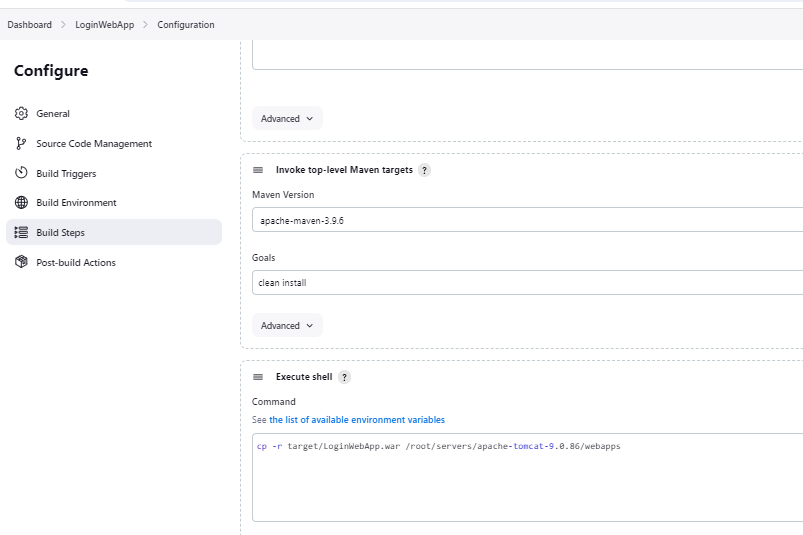 Dashboard > LoginWebApp > Configuration
Configure
General
Source Code Management
Build Triggers
Build Environment
Build Steps
Post-build Actions
Advanced
Invoke top-level Maven targets ?
Maven Version
apache-maven-3.9.6
Goals
clean install
Advanced
Execute shell ?
Command
See the list of available environment variables
cp -r target/LoginWebApp.war /root/servers/apache-tomcat-9.0.86/webapps